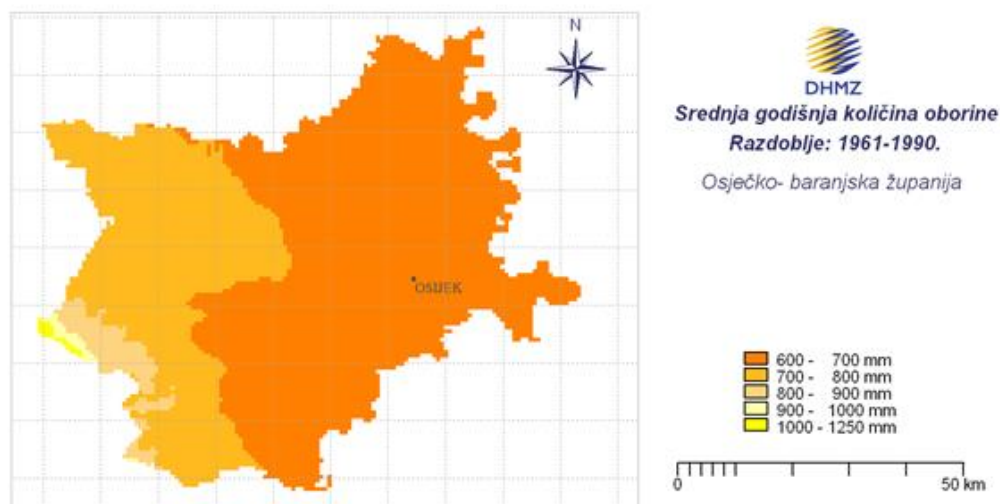 N
OSIJEK
DHMZ
Srednja godišnja količina oborine
Razdoblje: 1961-1990.
Osječko- baranjska županija
600 - 700 mm
700 - 800 mm
800 - 900 mm
900 - 1000 mm
1000 - 1250 mm
0 50 km